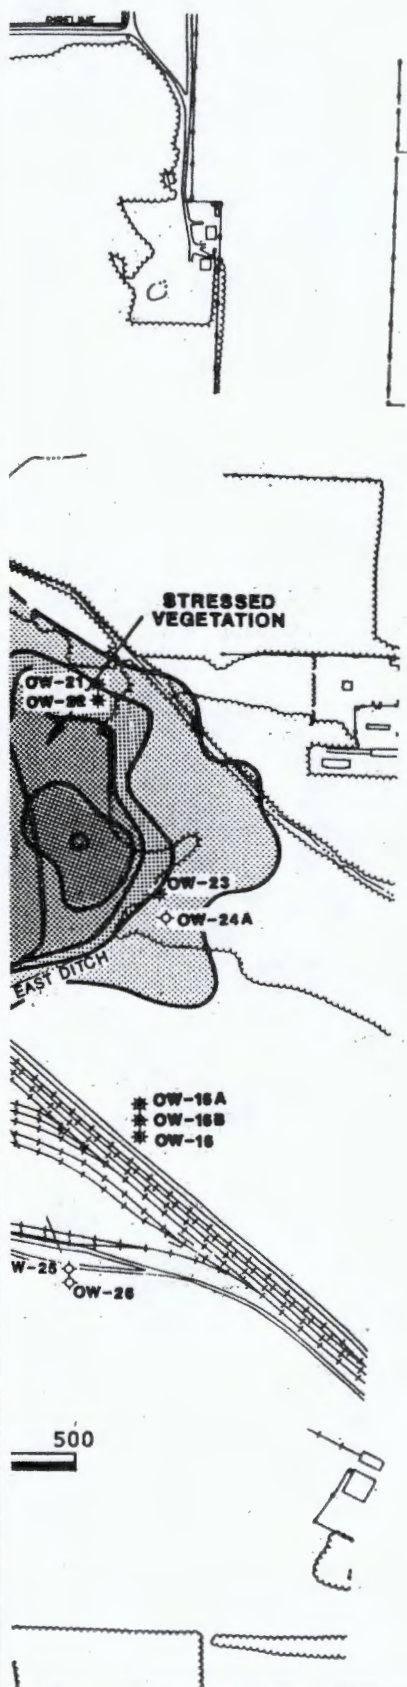 PIPELINE
STRESSED
VEGETATION
OW-21
OW-22
OW-23
OW-24A
EAST DITCH
OW-16A
OW-16B
OW-16
W-25
OW-26
500